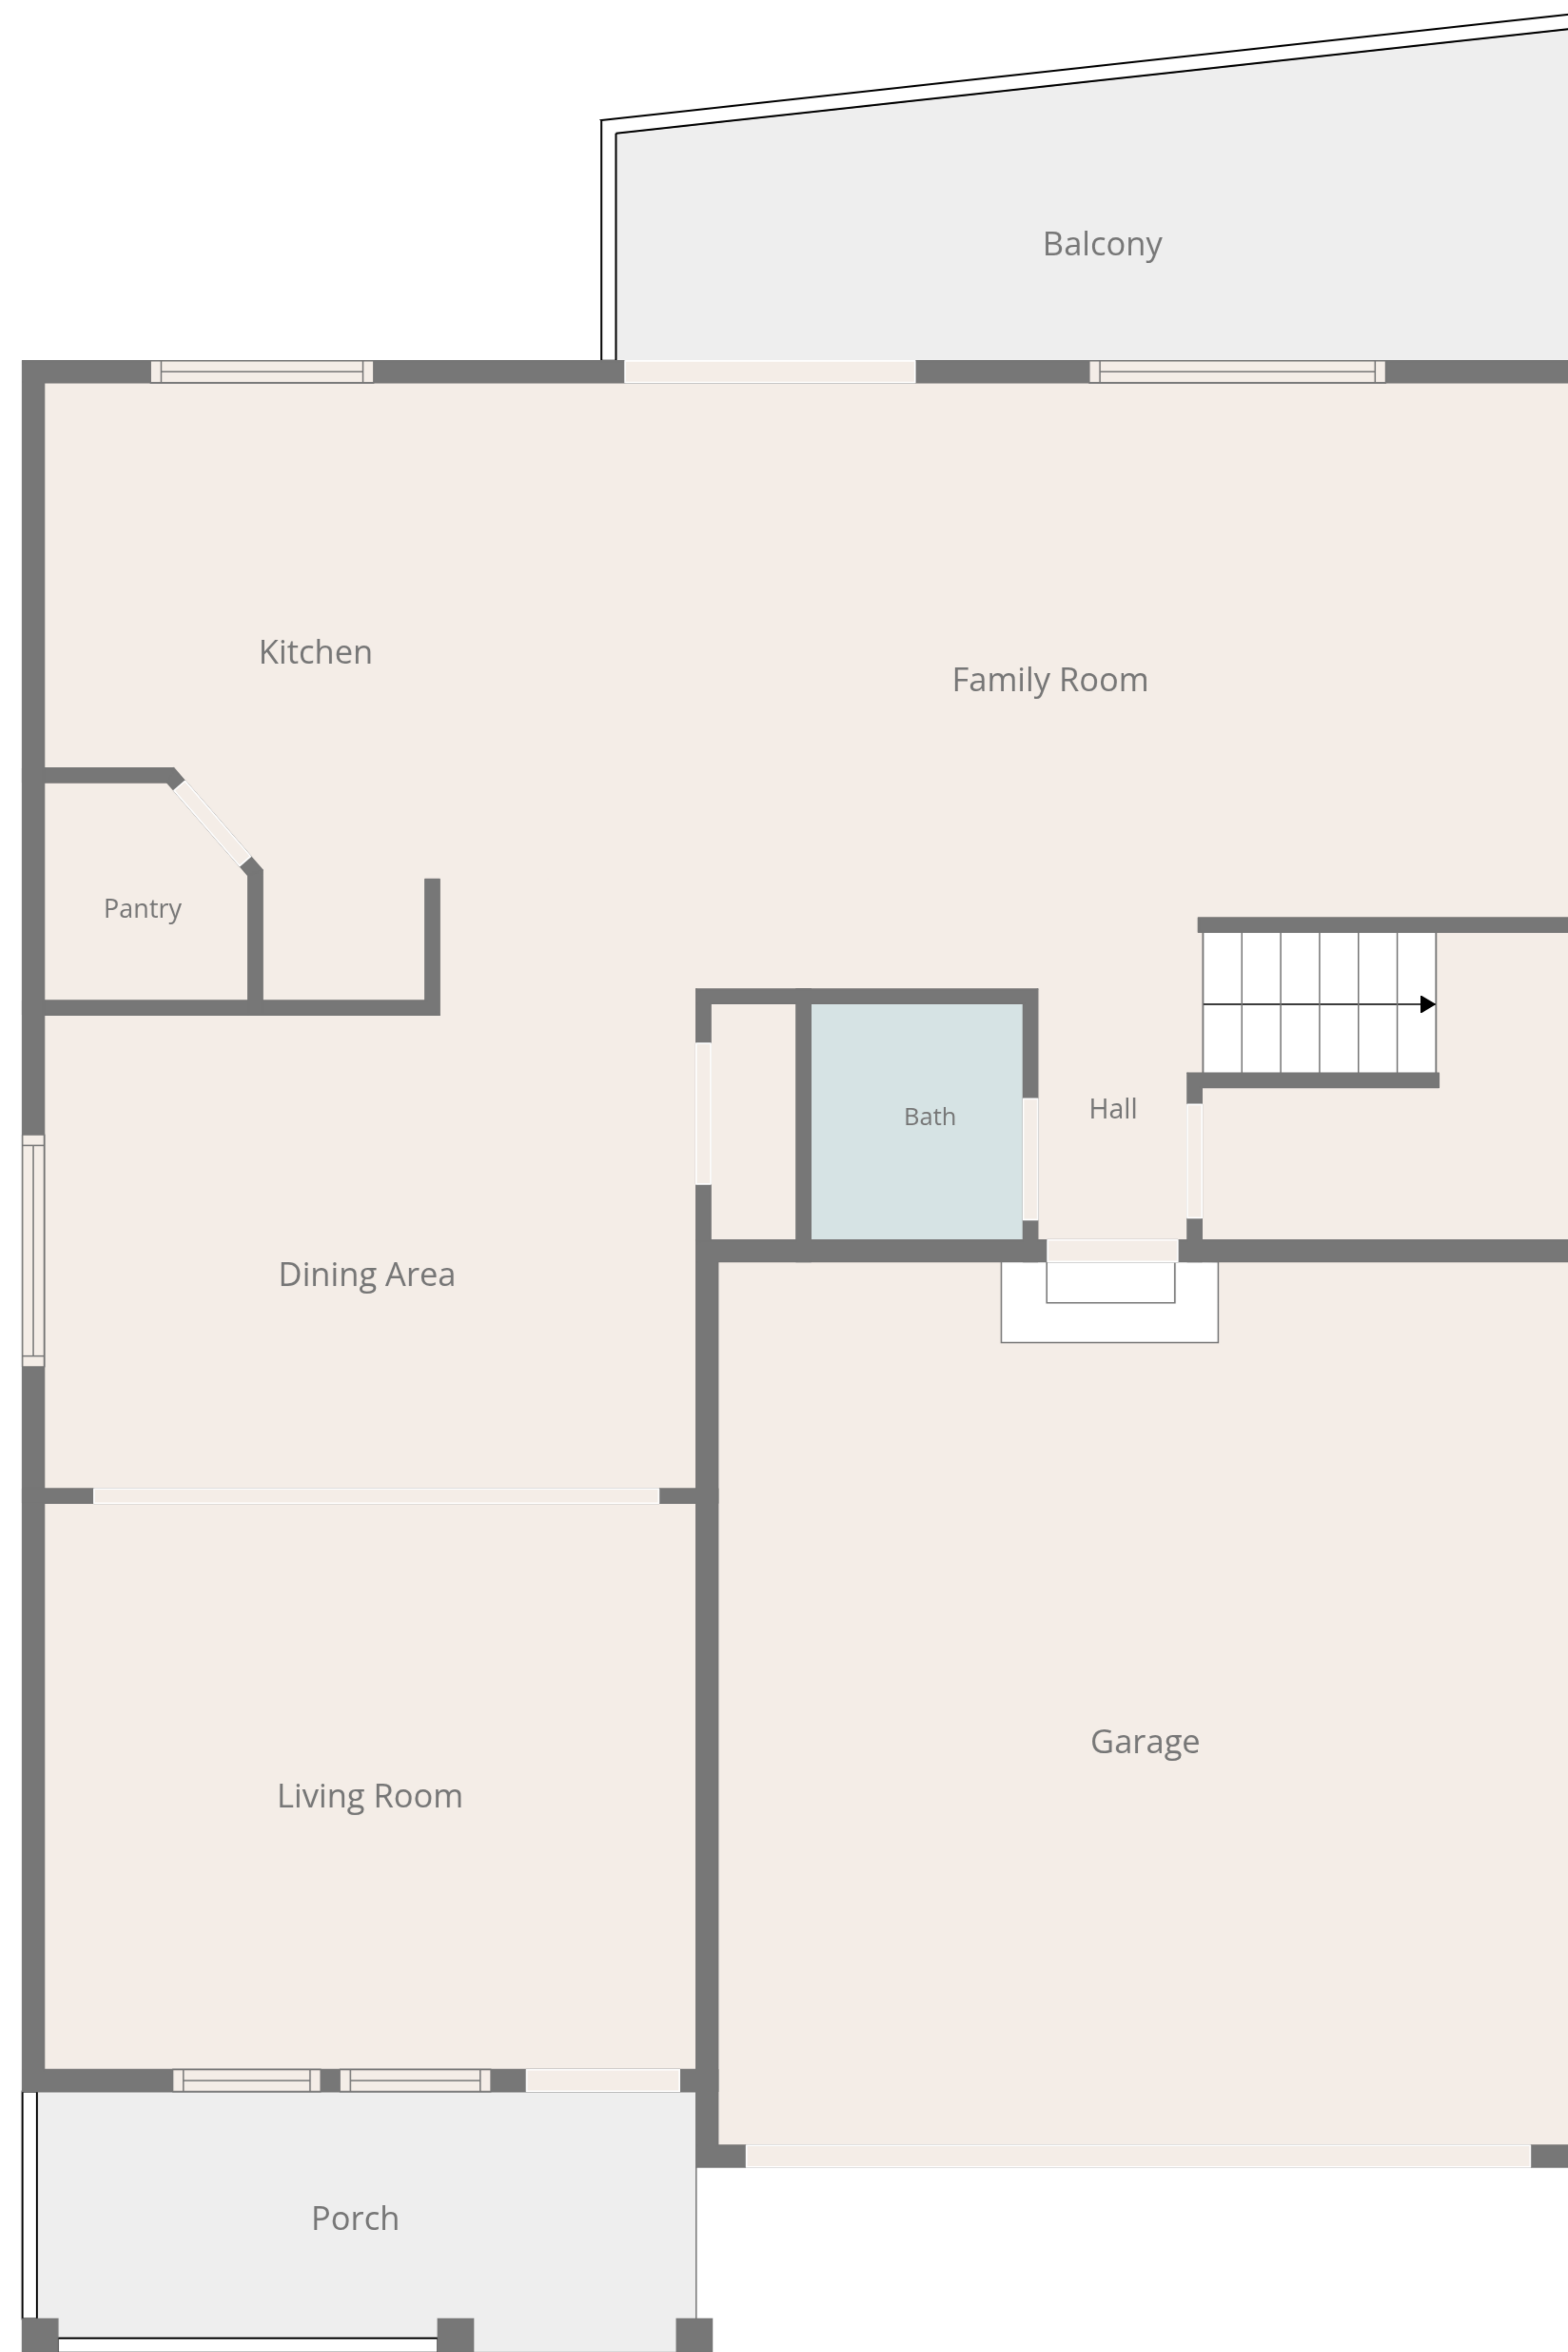 Balcony
Kitchen
Family Room
Pantry
Bath
Hall
Dining Area
Garage
Living Room
Porch